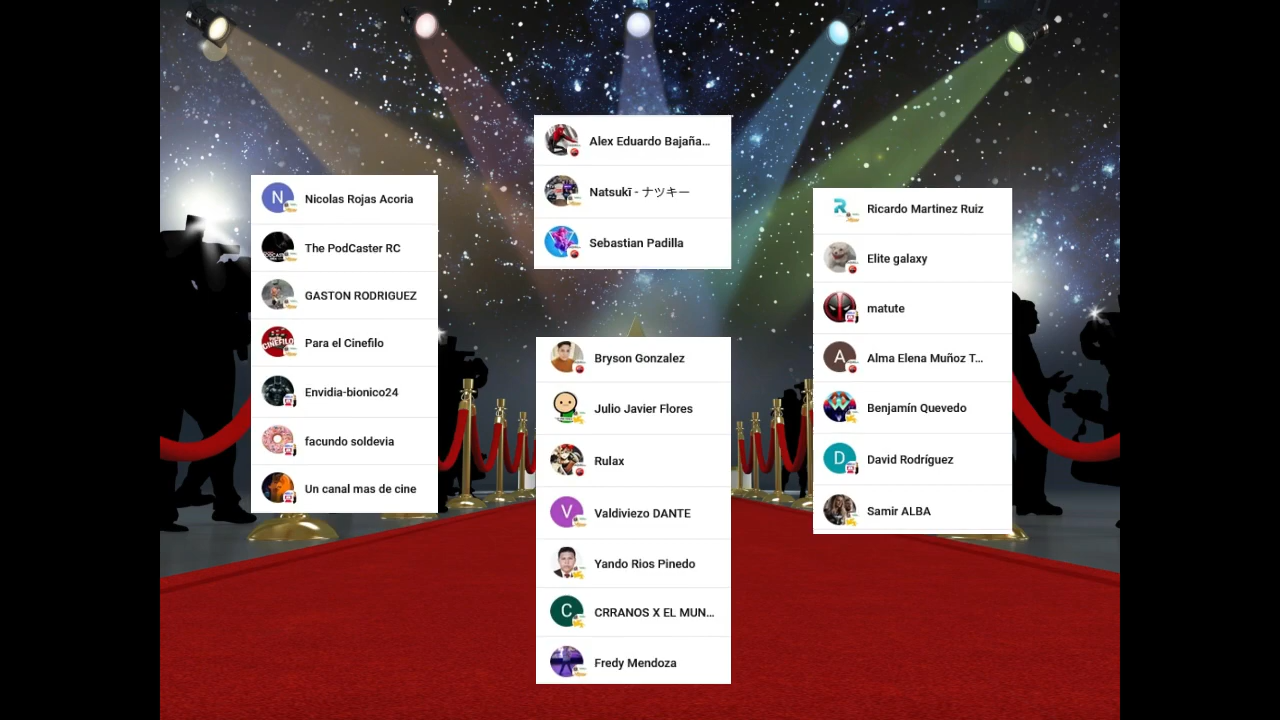 Nicolas Rojas Acoria
The PodCaster RC
GASTON RODRIGUEZ
Para el Cinefilo
Envidia-bionico24
facundo soldevia
Un canal mas de cine
Alex Eduardo Bajaña...
Natsukī - ナツキー
Sebastian Padilla
Bryson Gonzalez
Julio Javier Flores
Rulax
Valdiviezo DANTE
Yando Rios Pinedo
CRRANOS X EL MUN...
Fredy Mendoza
Ricardo Martinez Ruiz
Elite galaxy
matute
Alma Elena Muñoz T...
Benjamín Quevedo
David Rodríguez
Samir ALBA
N
CINEFILO
V
C
R
A
D